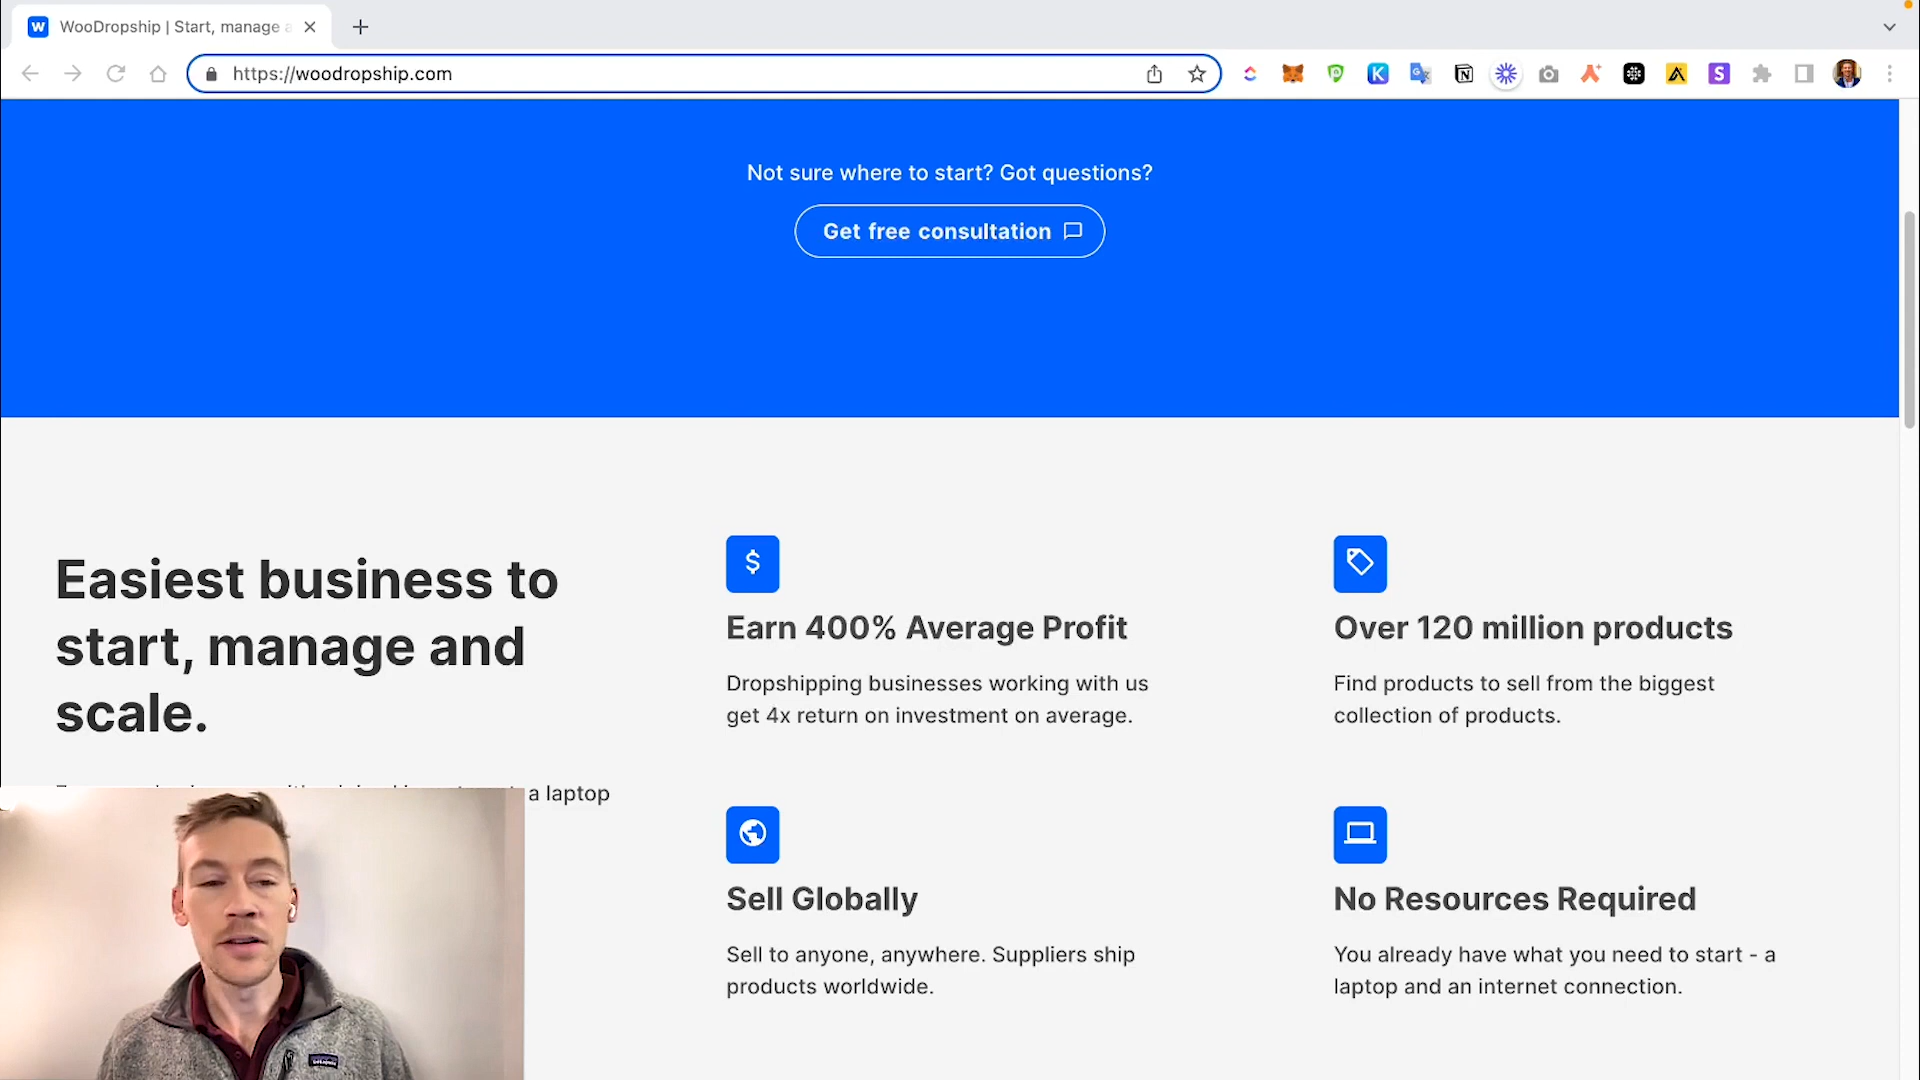 WooDropship | Start, manage a
https://woodropship.com
Not sure where to start? Got questions?
Get free consultation
Easiest business to
start, manage and
scale.
a laptop
Earn 400% Average Profit
Dropshipping businesses working with us
get 4x return on investment on average.
Over 120 million products
Find products to sell from the biggest
collection of products.
Sell Globally
Sell to anyone, anywhere. Suppliers ship
products worldwide.
No Resources Required
You already have what you need to start - a
laptop and an internet connection.